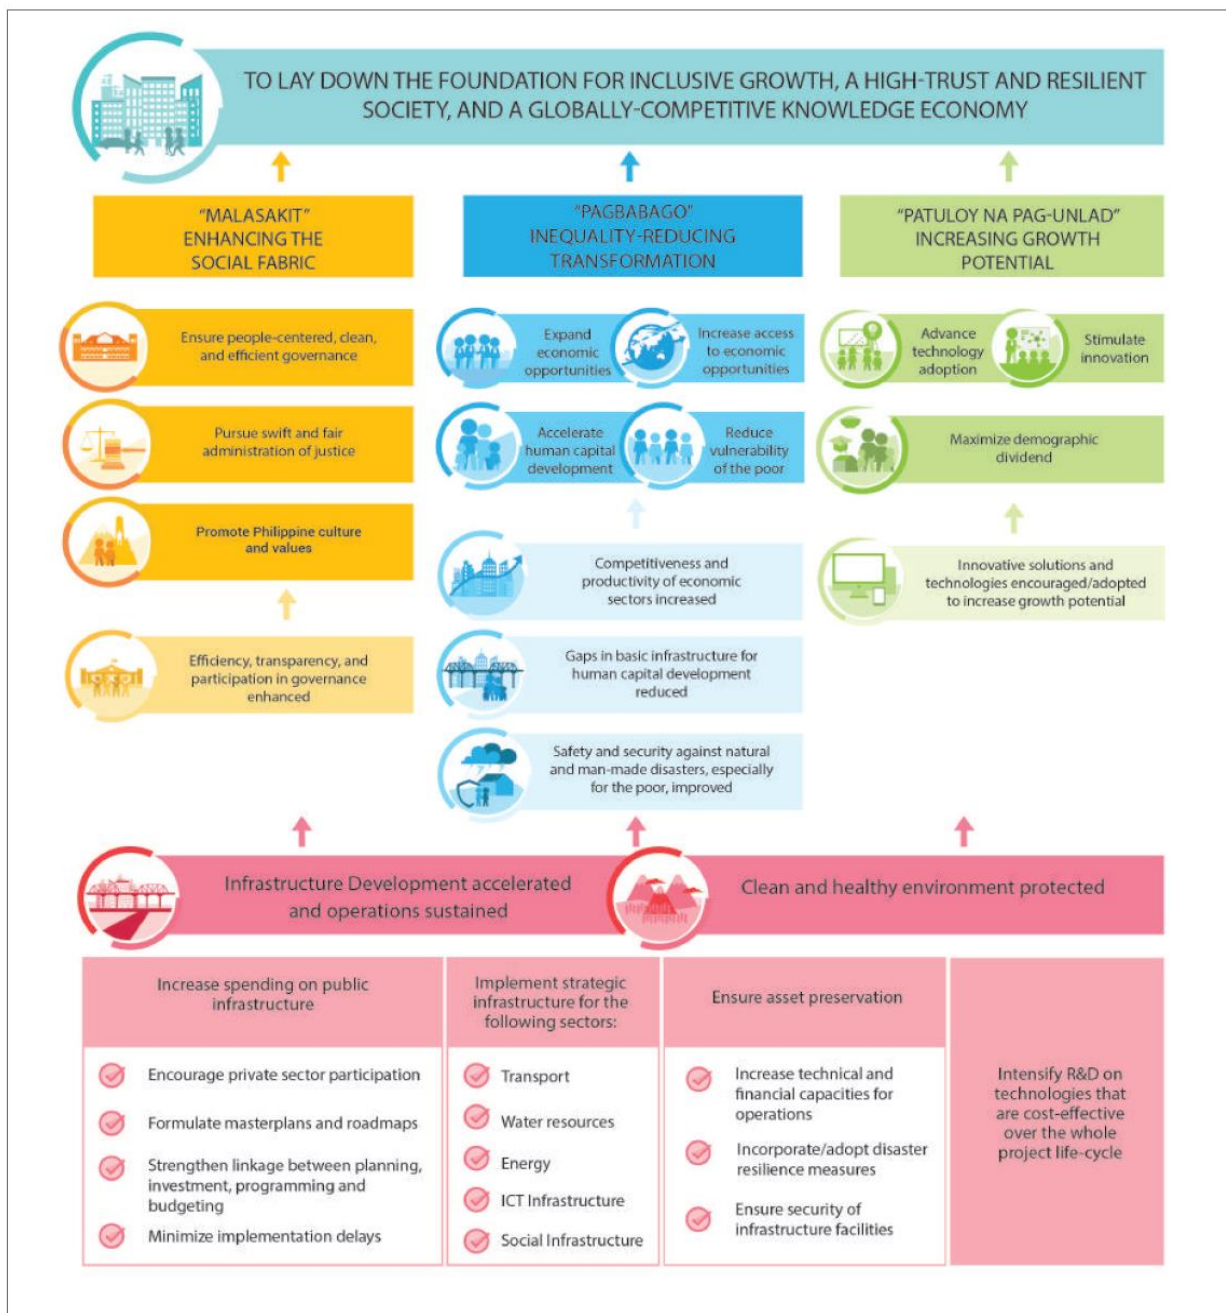 TO LAY DOWN THE FOUNDATION FOR INCLUSIVE GROWTH, A HIGH-TRUST AND RESILIENT
SOCIETY, AND A GLOBALLY-COMPETITIVE KNOWLEDGE ECONOMY
“MALASAKIT”
ENHANCING THE
SOCIAL FABRIC
“PAGBABAGO”
INEQUALITY-REDUCING
TRANSFORMATION
“PATULOY NA PAG-UNLAD”
INCREASING GROWTH
POTENTIAL
Ensure people-centered, clean,
and efficient governance
Pursue swift and fair
administration of justice
Promote Philippine culture
and values
Efficiency, transparency, and
participation in governance
enhanced
Expand
economic
opportunities
Increase access
to economic
opportunities
Accelerate
human capital
development
Reduce
vulnerability
of the poor
Competitiveness and
productivity of economic
sectors increased
Gaps in basic infrastructure for
human capital development
reduced
Safety and security against natural
and man-made disasters, especially
for the poor, improved
Advance
technology
adoption
Stimulate
innovation
Maximize demographic
dividend
Innovative solutions and
technologies encouraged/adopted
to increase growth potential
Infrastructure Development accelerated
and operations sustained
Clean and healthy environment protected
Increase spending on public
infrastructure
Encourage private sector participation
Formulate masterplans and roadmaps
Strengthen linkage between planning,
investment, programming and
budgeting
Minimize implementation delays
Implement strategic
infrastructure for the
following sectors:
Transport
Water resources
Energy
ICT Infrastructure
Social Infrastructure
Ensure asset preservation
Increase technical and
financial capacities for
operations
Incorporate/adopt disaster
resilience measures
Ensure security of
infrastructure facilities
Intensify R&D on
technologies that
are cost-effective
over the whole
project life-cycle